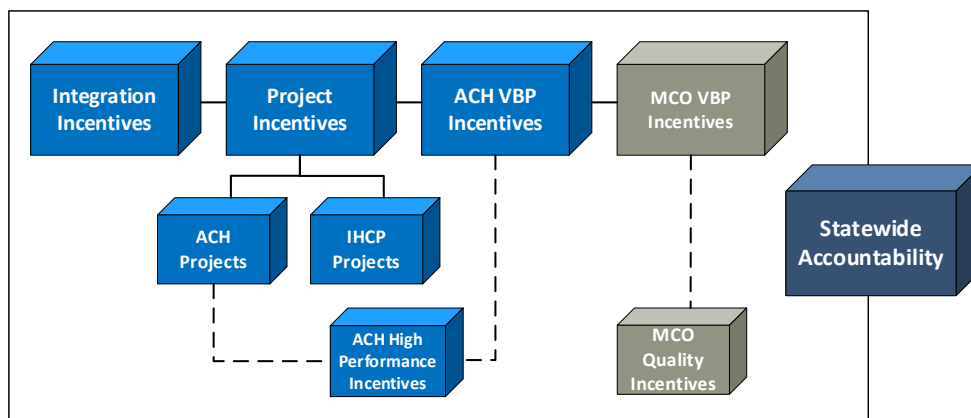 Integration
Incentives
Project
Incentives
ACH VBP
Incentives
MCO VBP
Incentives
Statewide
Accountability
ACH
Projects
IHCP
Projects
ACH High
Performance
Incentives
MCO
Quality
Incentives